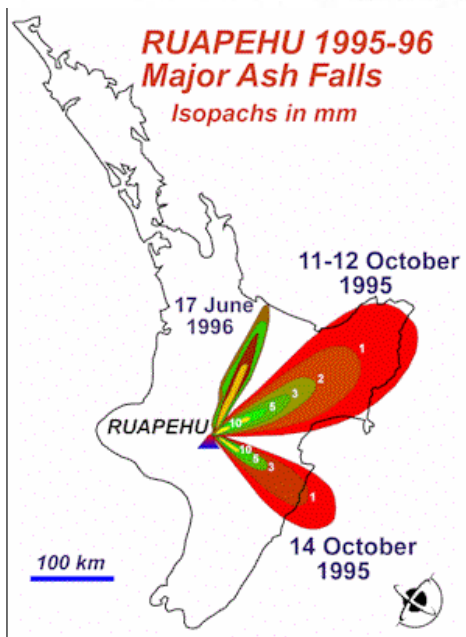 RUAPEHU 1995-96
Major Ash Falls
Isopachs in mm
11-12 October
1995
17 June
1996
1
2
3
5
10
RUAPEHU
10
5
3
1
14 October
1995
100 km